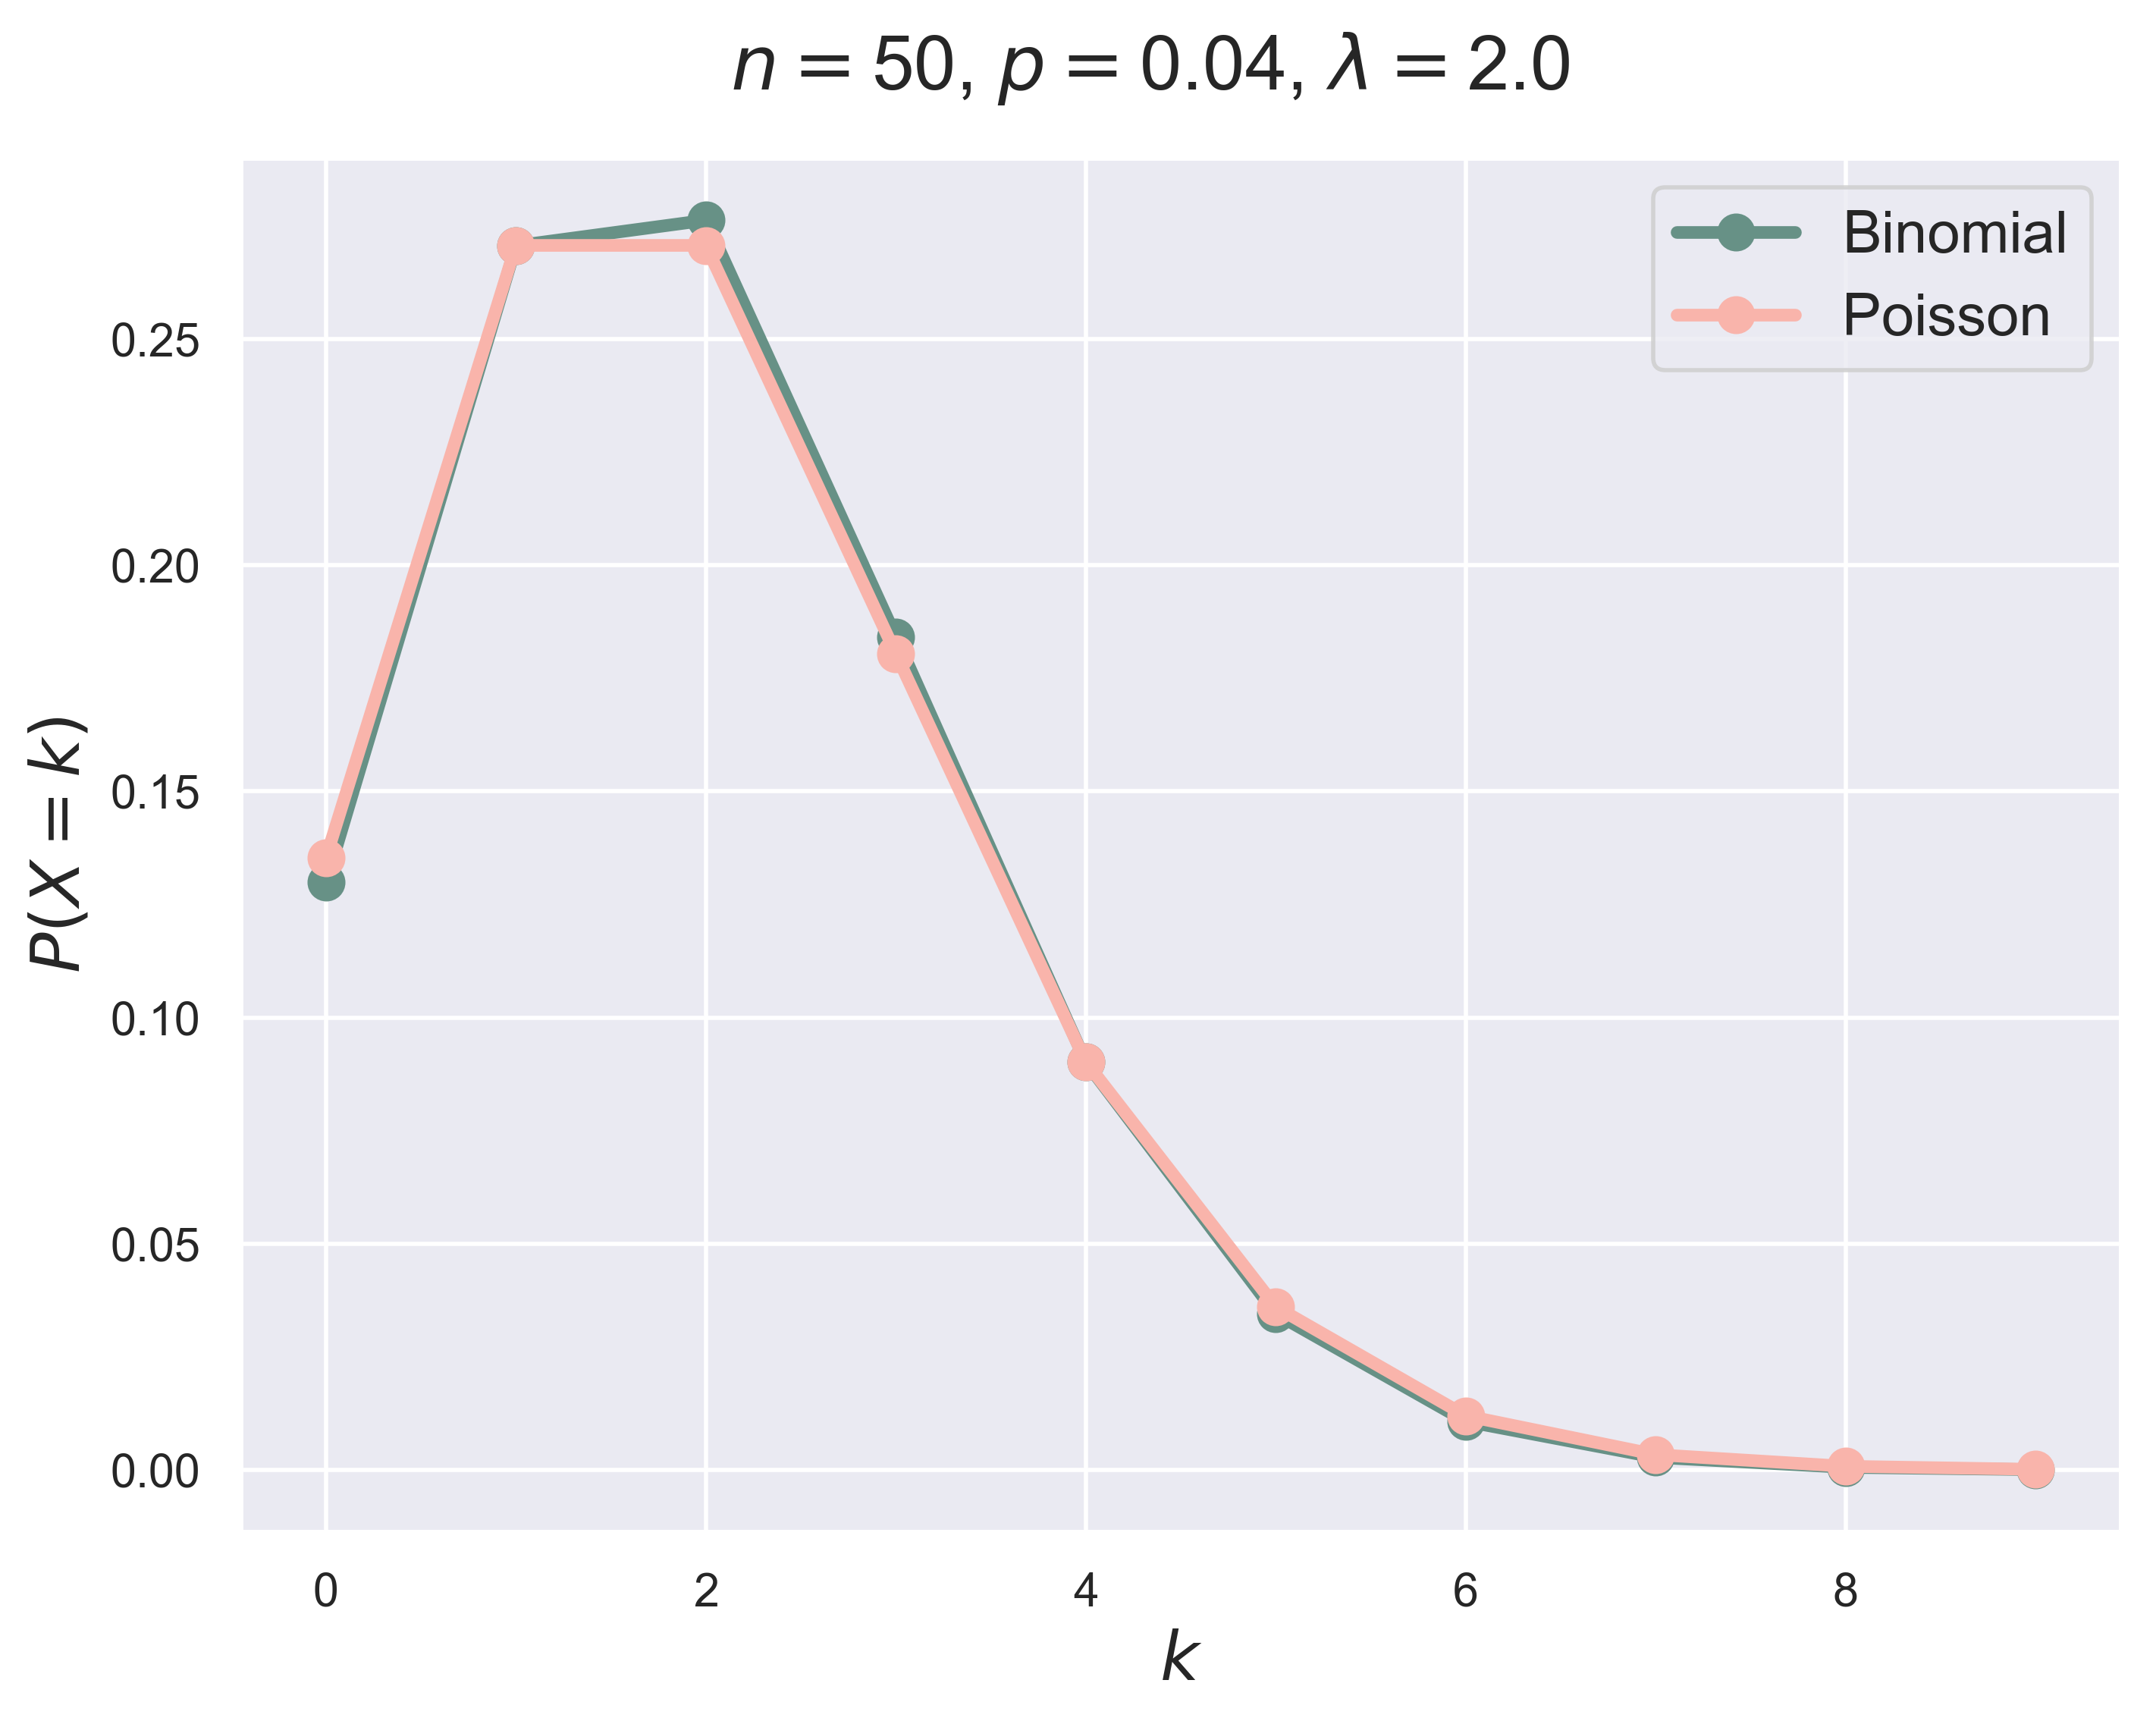 n = 50, p = 0.04, λ = 2.0
Binomial
Poisson
P(X = k)
0.25
0.20
0.15
0.10
0.05
0.00
0 2 4 6 8
k